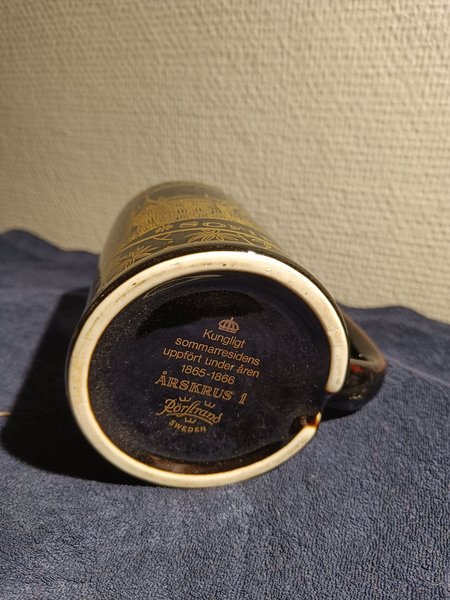 Kungligt
sommarresidens
uppfört under åren
1865-1866
ÅRSKRUS 1
Rörstrand
SWEDEN